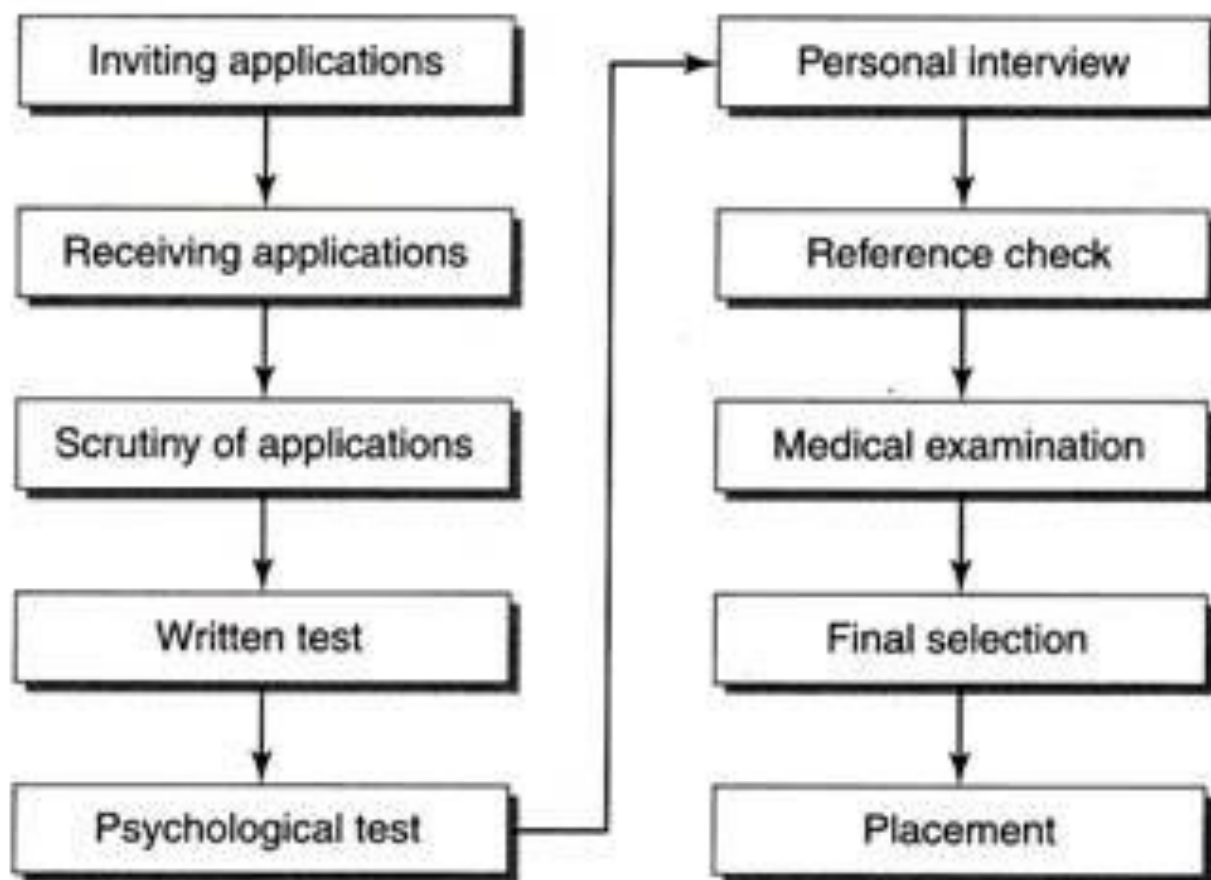 Inviting applications
Receiving applications
Scrutiny of applications
Written test
Psychological test
Personal interview
Reference check
Medical examination
Final selection
Placement